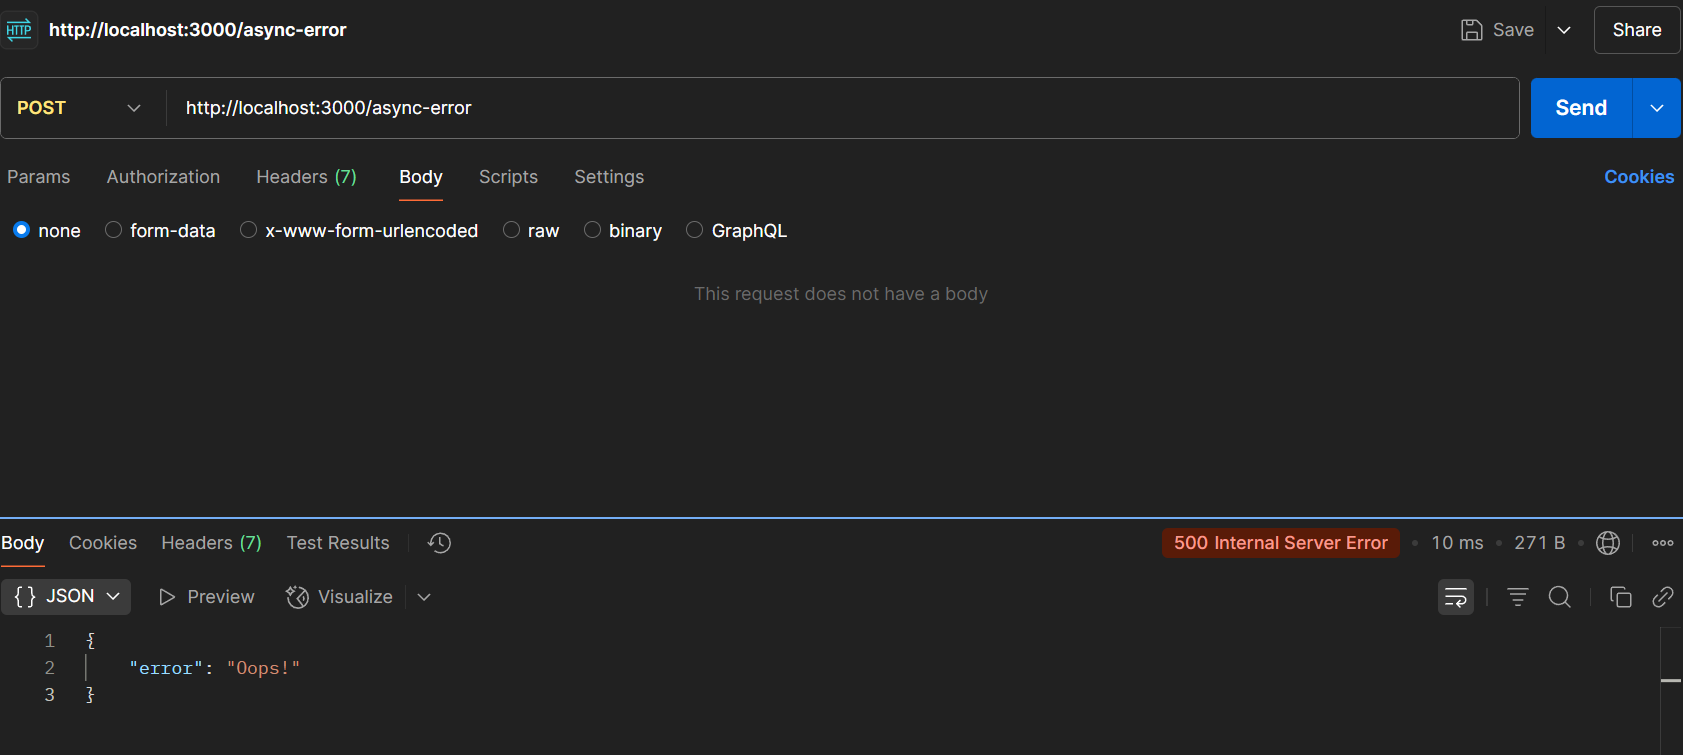 HTTP http://localhost:3000/async-error Save Share
POST http://localhost:3000/async-error Send
Params Authorization Headers (7) Body Scripts Settings Cookies
none form-data x-www-form-urlencoded raw binary GraphQL
This request does not have a body
Body Cookies Headers (7) Test Results 500 Internal Server Error • 10 ms • 271 B •
{} JSON Preview Visualize
1 {
2 "error": "Oops!"
3 }